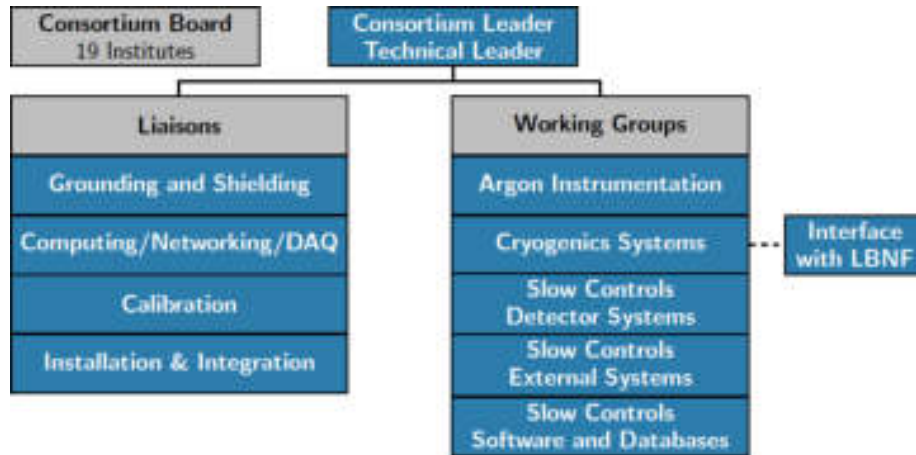 Consortium Board
19 Institutes
Consortium Leader
Technical Leader
Liaisons
Grounding and Shielding
Computing/Networking/DAQ
Calibration
Installation & Integration
Working Groups
Argon Instrumentation
Cryogenics Systems
Slow Controls
Detector Systems
Slow Controls
External Systems
Slow Controls
Software and Databases
Interface
with LBNF